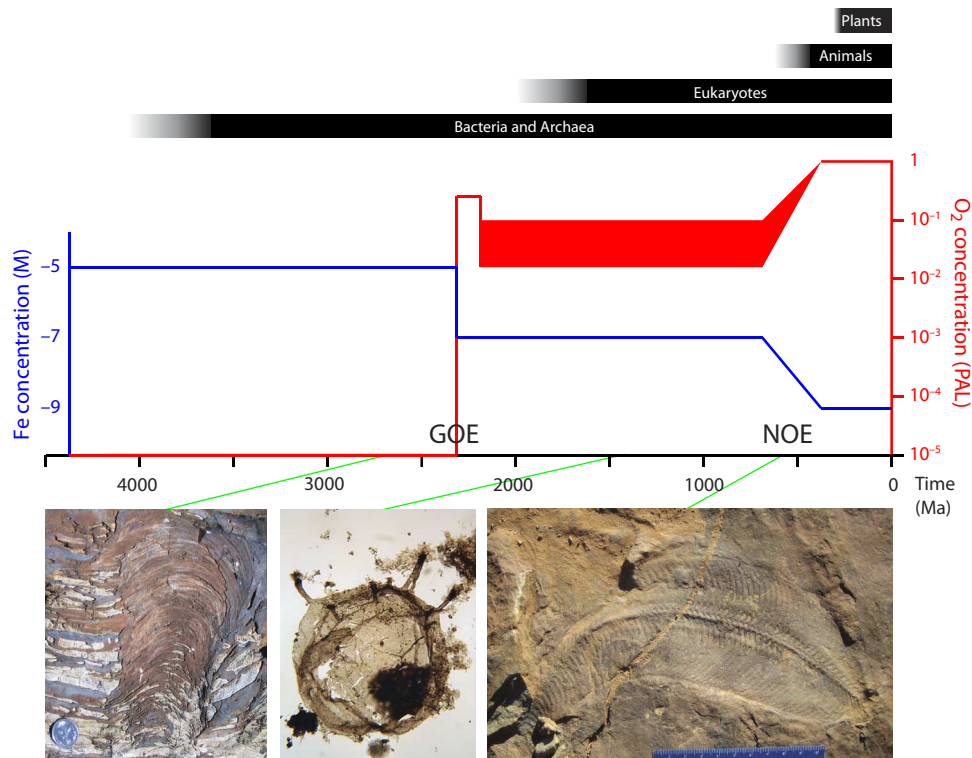 Plants
Animals
Eukaryotes
Bacteria and Archaea
Fe concentration (M)
–5
–7
–9
1
10⁻¹
10⁻²
10⁻³
10⁻⁴
10⁻⁵
O₂ concentration (PAL)
GOE
NOE
4000
3000
2000
1000
0
Time
(Ma)